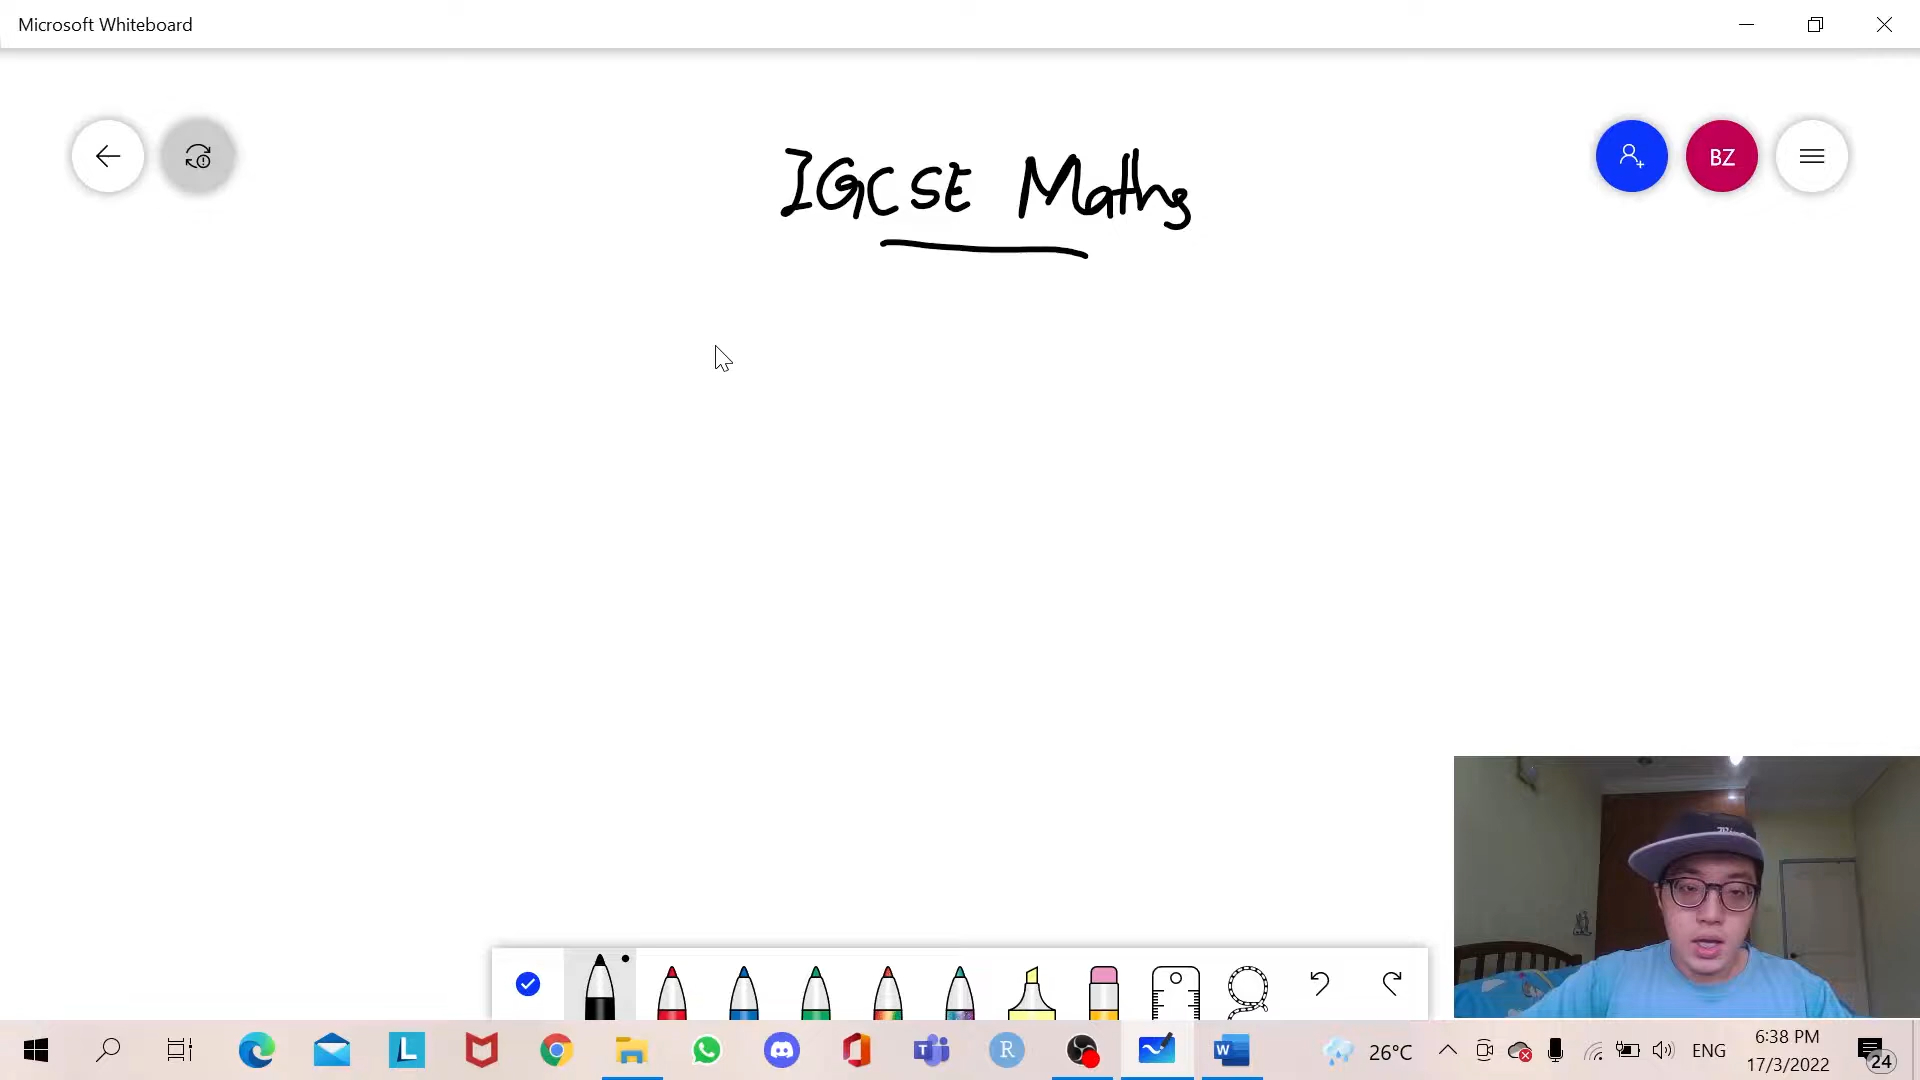 Microsoft Whiteboard
BZ
IGCSE Maths
26°C
ENG
6:38 PM
17/3/2022
24